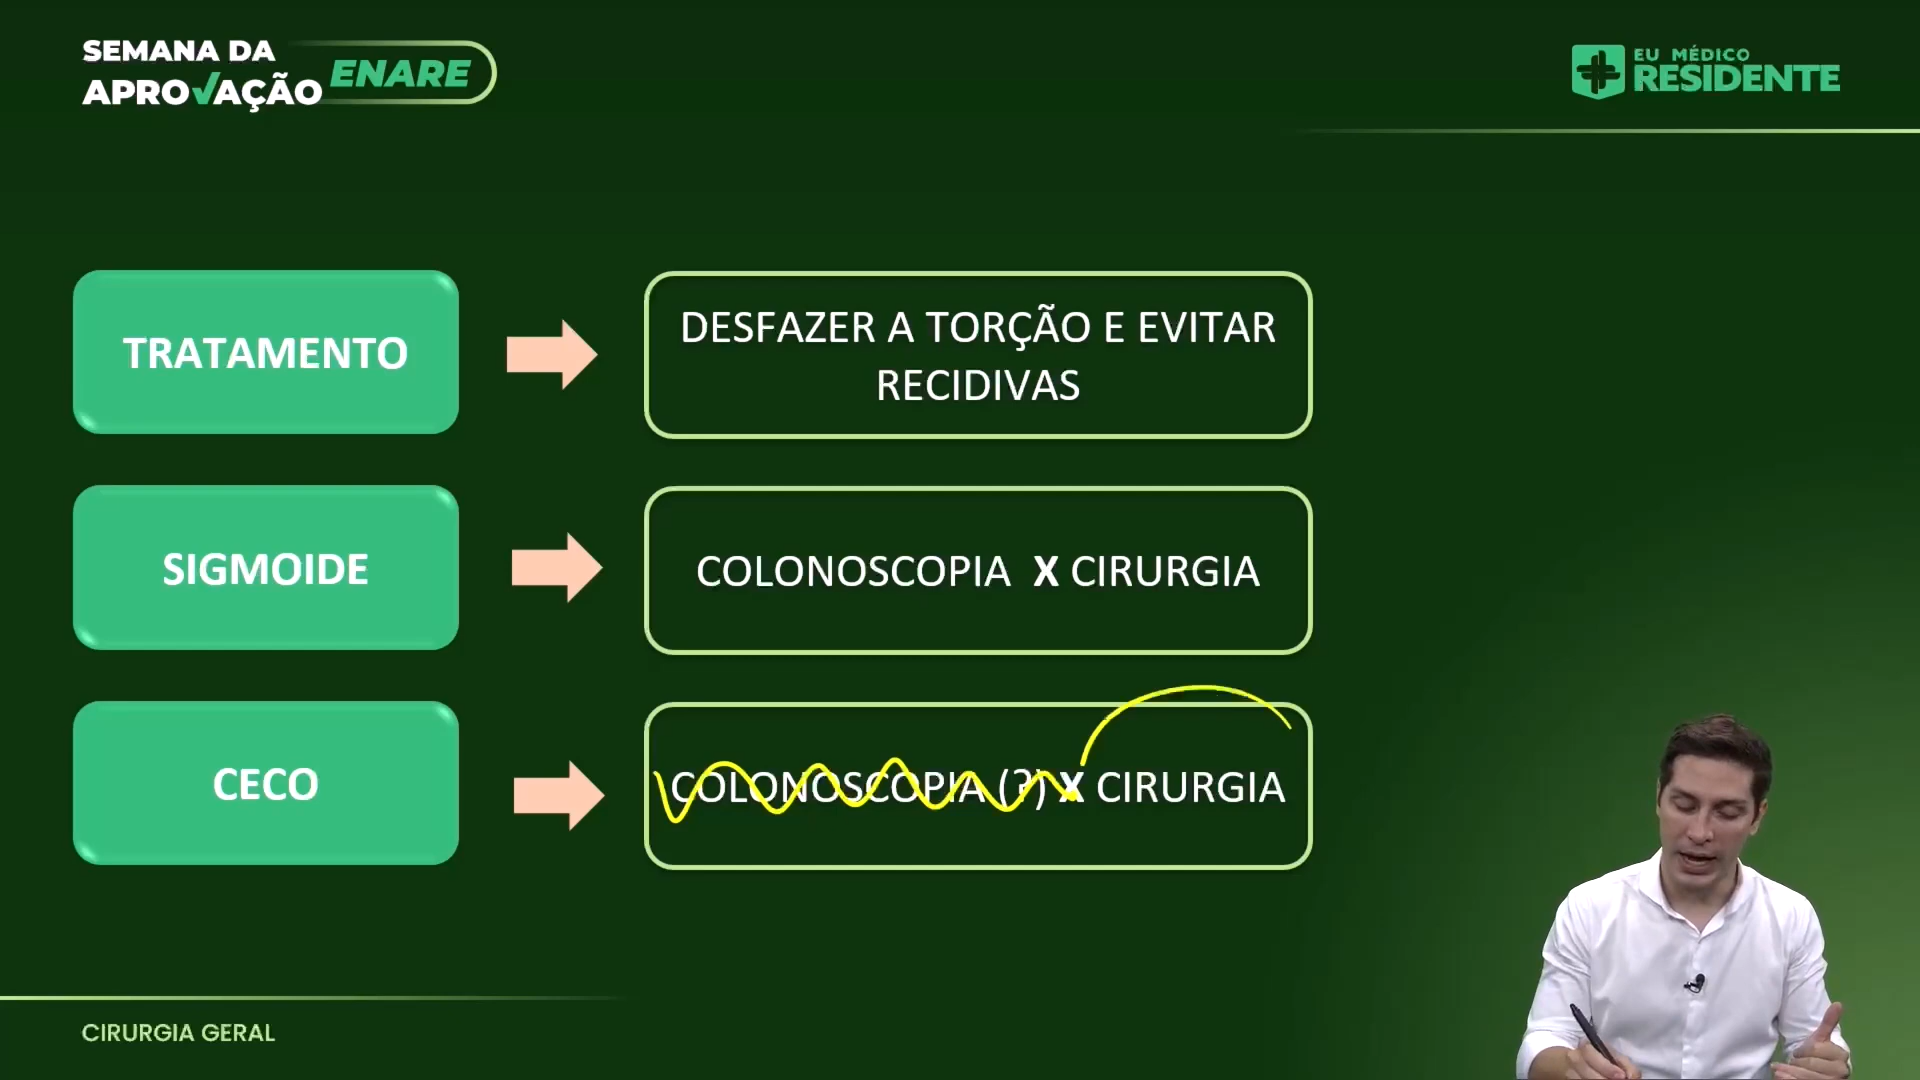 SEMANA DA
APROVAÇÃO ENARE
EU MÉDICO
RESIDENTE
TRATAMENTO
DESFAZER A TORÇÃO E EVITAR
RECIDIVAS
SIGMOIDE
COLONOSCOPIA X CIRURGIA
CECO
COLONOSCOPIA (?) X CIRURGIA
CIRURGIA GERAL